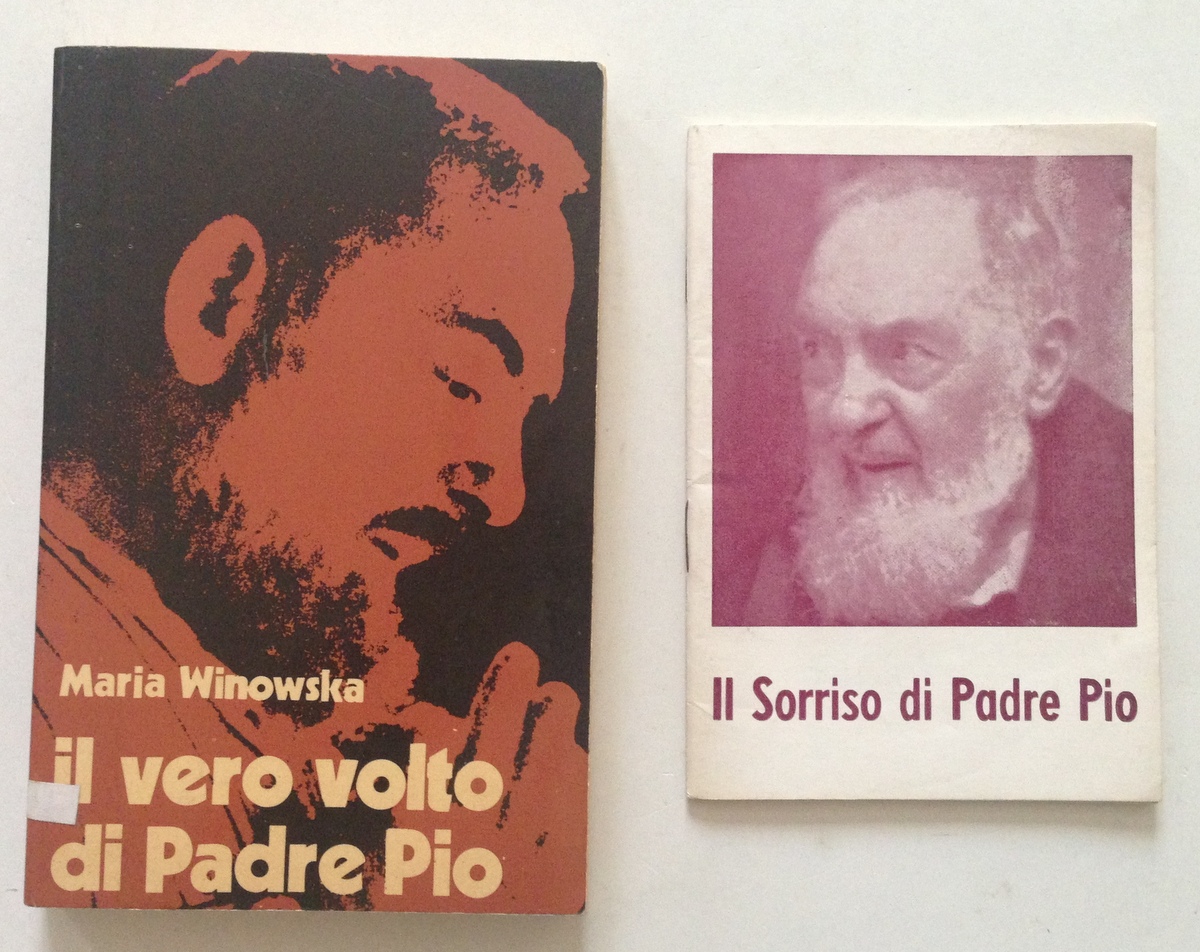 Maria Winowska
il vero volto
di Padre Pio
Il Sorriso di Padre Pio